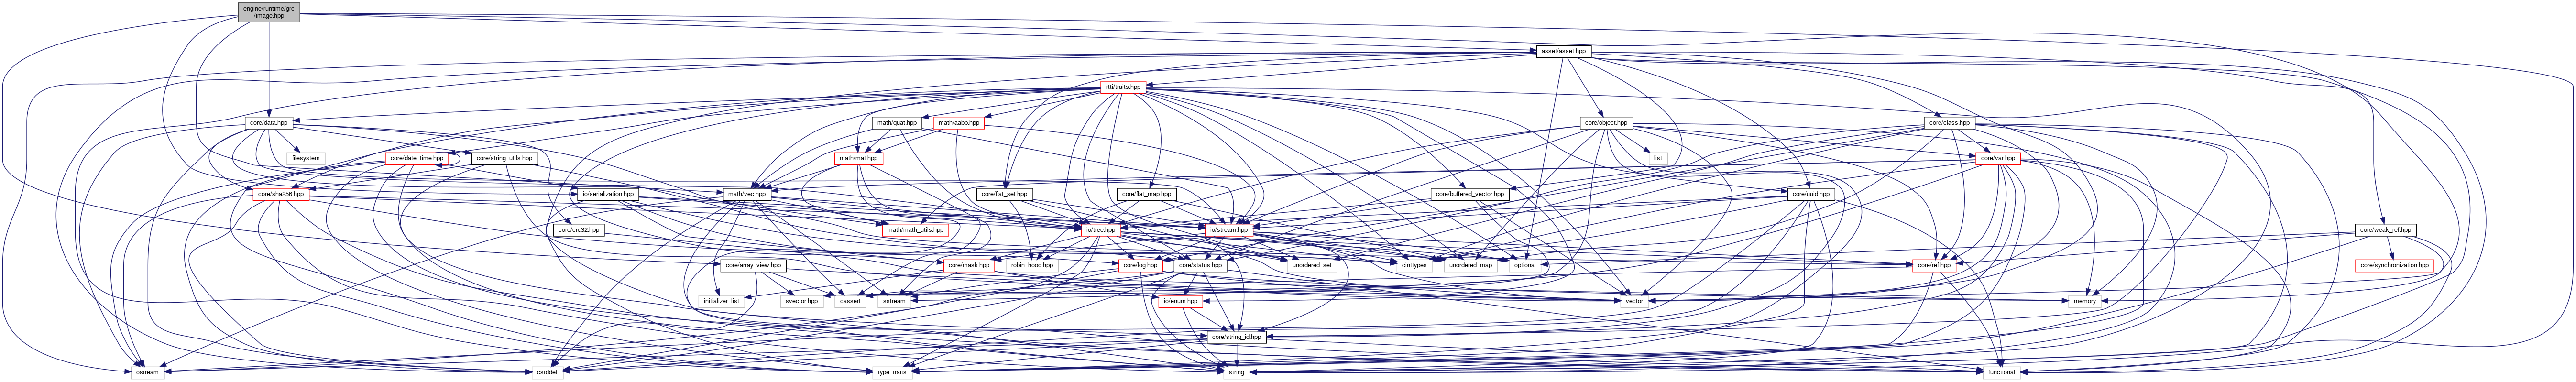 engine/runtime/grc
/image.hpp
asset/asset.hpp
rtti/traits.hpp
core/data.hpp
math/quat.hpp
math/aabb.hpp
core/object.hpp
core/class.hpp
filesystem
core/date_time.hpp
core/string_utils.hpp
math/mat.hpp
list
core/var.hpp
core/sha256.hpp
io/serialization.hpp
math/vec.hpp
core/flat_set.hpp
core/flat_map.hpp
core/buffered_vector.hpp
core/uuid.hpp
core/crc32.hpp
math/math_utils.hpp
io/tree.hpp
io/stream.hpp
core/weak_ref.hpp
core/array_view.hpp
core/mask.hpp
robin_hood.hpp
core/log.hpp
core/status.hpp
unordered_set
cinttypes
unordered_map
optional
core/ref.hpp
core/synchronization.hpp
initializer_list
svector.hpp
cassert
sstream
io/enum.hpp
vector
memory
core/string_id.hpp
ostream
cstddef
type_traits
string
functional